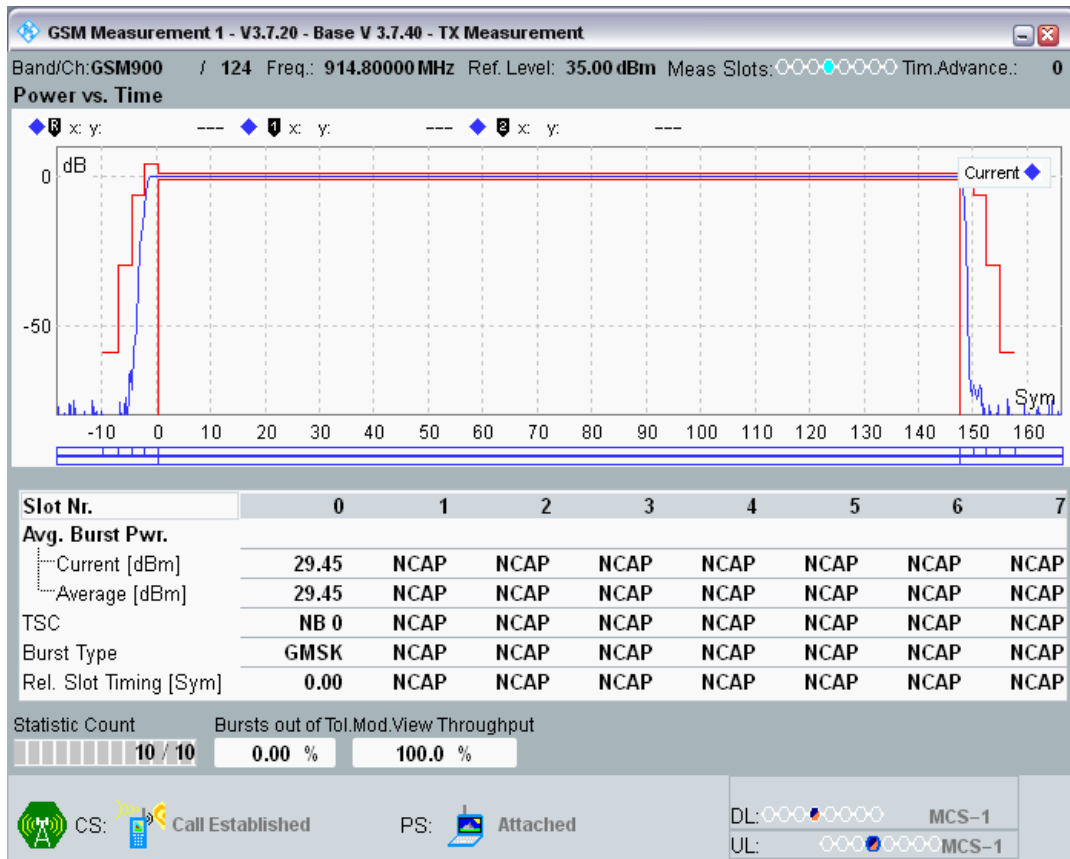 GSM Measurement 1 - V3.7.20 - Base V 3.7.40 - TX Measurement
Band/Ch:GSM900 / 124 Freq.: 914.80000 MHz Ref. Level: 35.00 dBm Meas Slots: Tim.Advance.: 0
Power vs. Time
R x: y: --- 1 x: y: --- 2 x: y: ---
dB
Current
0
-50
Sym
-10 0 10 20 30 40 50 60 70 80 90 100 110 120 130 140 150 160
Slot Nr. 0 1 2 3 4 5 6 7
Avg. Burst Pwr.
Current [dBm] 29.45 NCAP NCAP NCAP NCAP NCAP NCAP NCAP
Average [dBm] 29.45 NCAP NCAP NCAP NCAP NCAP NCAP NCAP
TSC NB 0 NCAP NCAP NCAP NCAP NCAP NCAP NCAP
Burst Type GMSK NCAP NCAP NCAP NCAP NCAP NCAP NCAP
Rel. Slot Timing [Sym] 0.00 NCAP NCAP NCAP NCAP NCAP NCAP NCAP
Statistic Count Bursts out of Tol.Mod.View Throughput
10 / 10 0.00 % 100.0 %
CS: Call Established PS: Attached
DL: MCS-1
UL: MCS-1